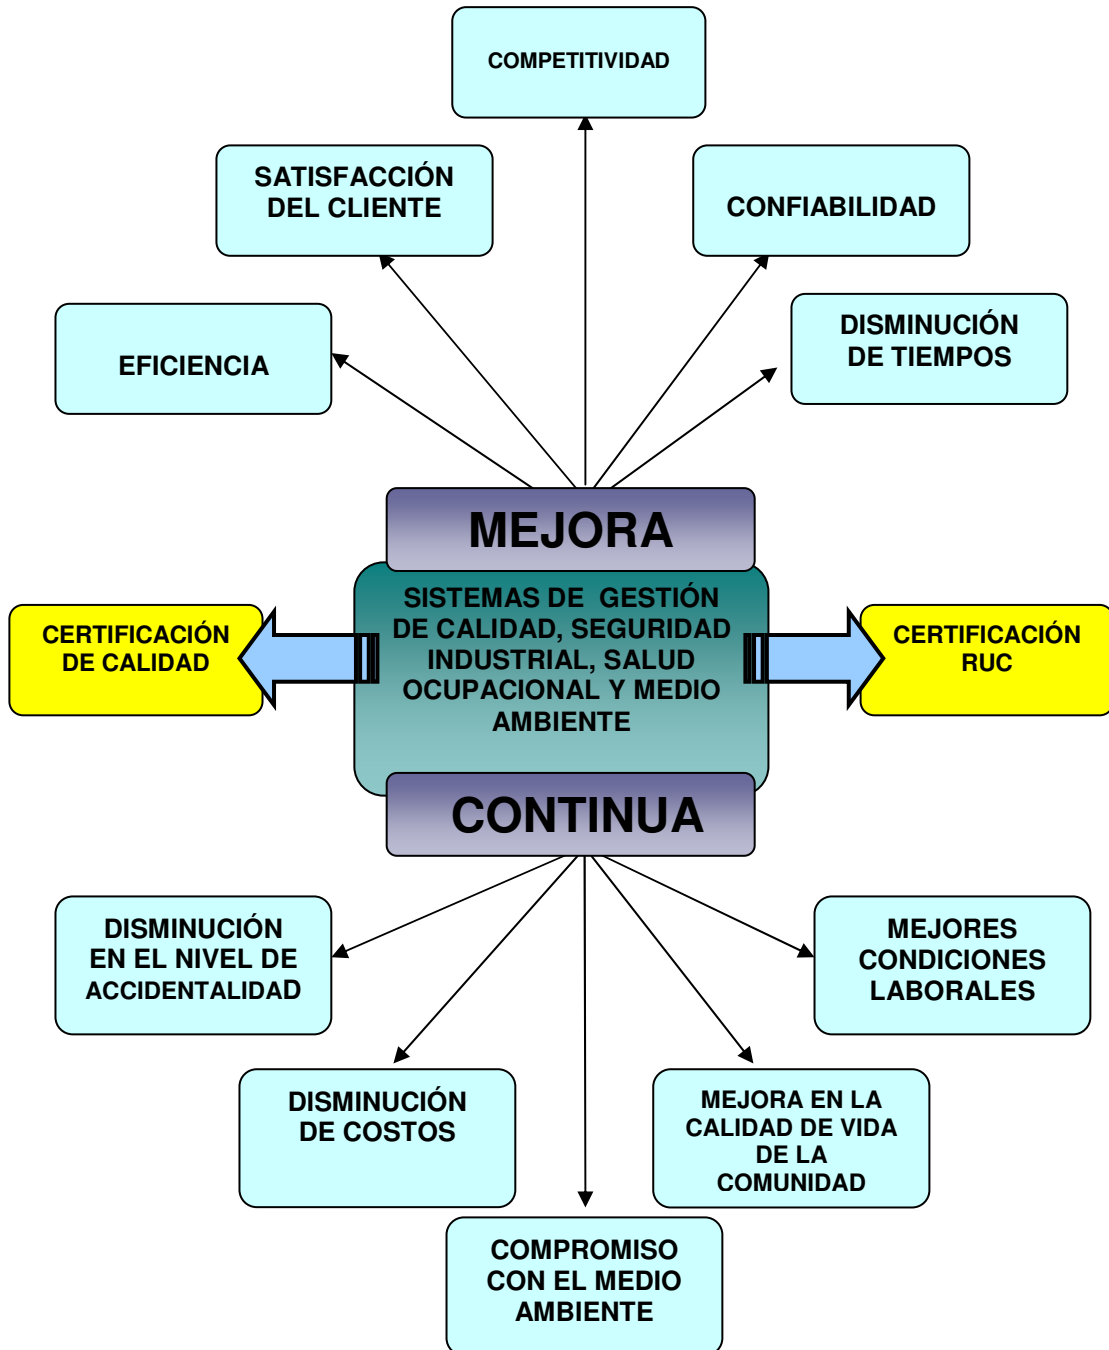 COMPETITIVIDAD
SATISFACCIÓN
DEL CLIENTE
CONFIABILIDAD
EFICIENCIA
DISMINUCIÓN
DE TIEMPOS
MEJORA
SISTEMAS DE GESTIÓN
DE CALIDAD, SEGURIDAD
INDUSTRIAL, SALUD
OCUPACIONAL Y MEDIO
AMBIENTE
CERTIFICACIÓN
DE CALIDAD
CERTIFICACIÓN
RUC
CONTINUA
DISMINUCIÓN
EN EL NIVEL DE
ACCIDENTALIDAD
MEJORES
CONDICIONES
LABORALES
DISMINUCIÓN
DE COSTOS
MEJORA EN LA
CALIDAD DE VIDA
DE LA
COMUNIDAD
COMPROMISO
CON EL MEDIO
AMBIENTE